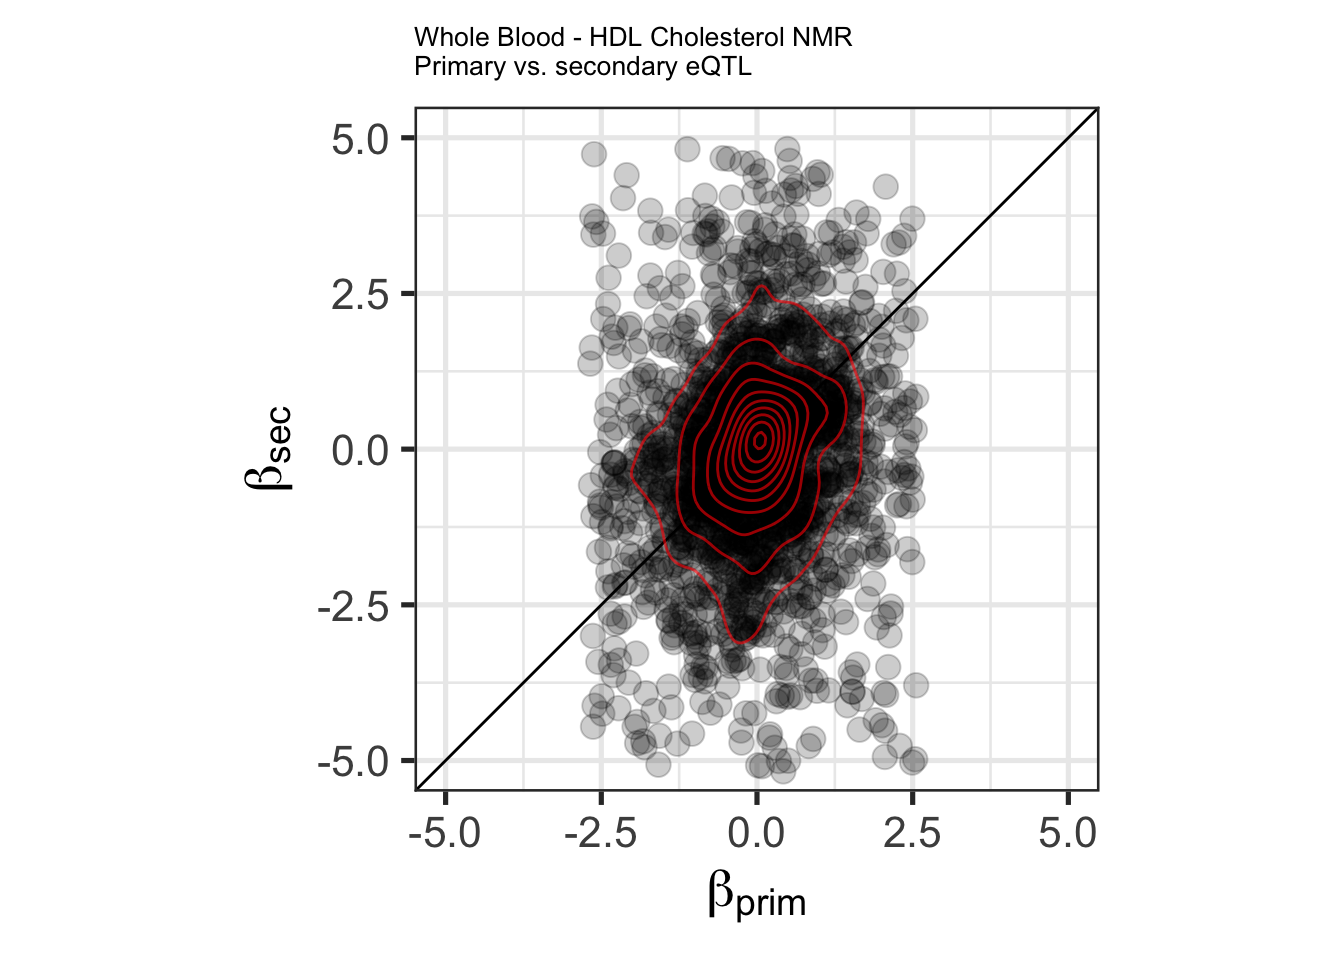 Whole Blood - HDL Cholesterol NMR
Primary vs. secondary eQTL
5.0
2.5
0.0
-2.5
-5.0
βsec
-5.0 -2.5 0.0 2.5 5.0
βprim